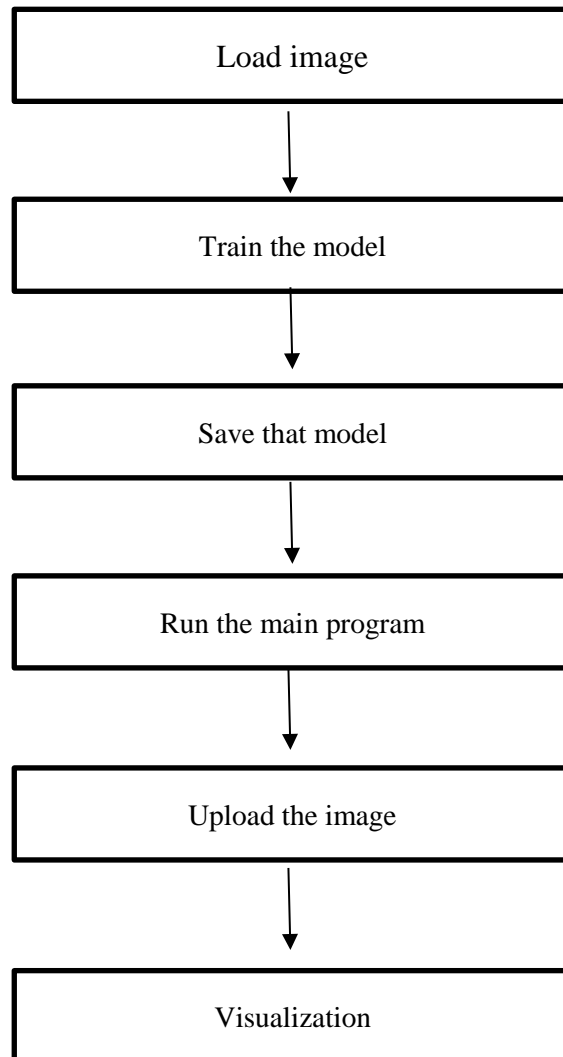 Load image
Train the model
Save that model
Run the main program
Upload the image
Visualization